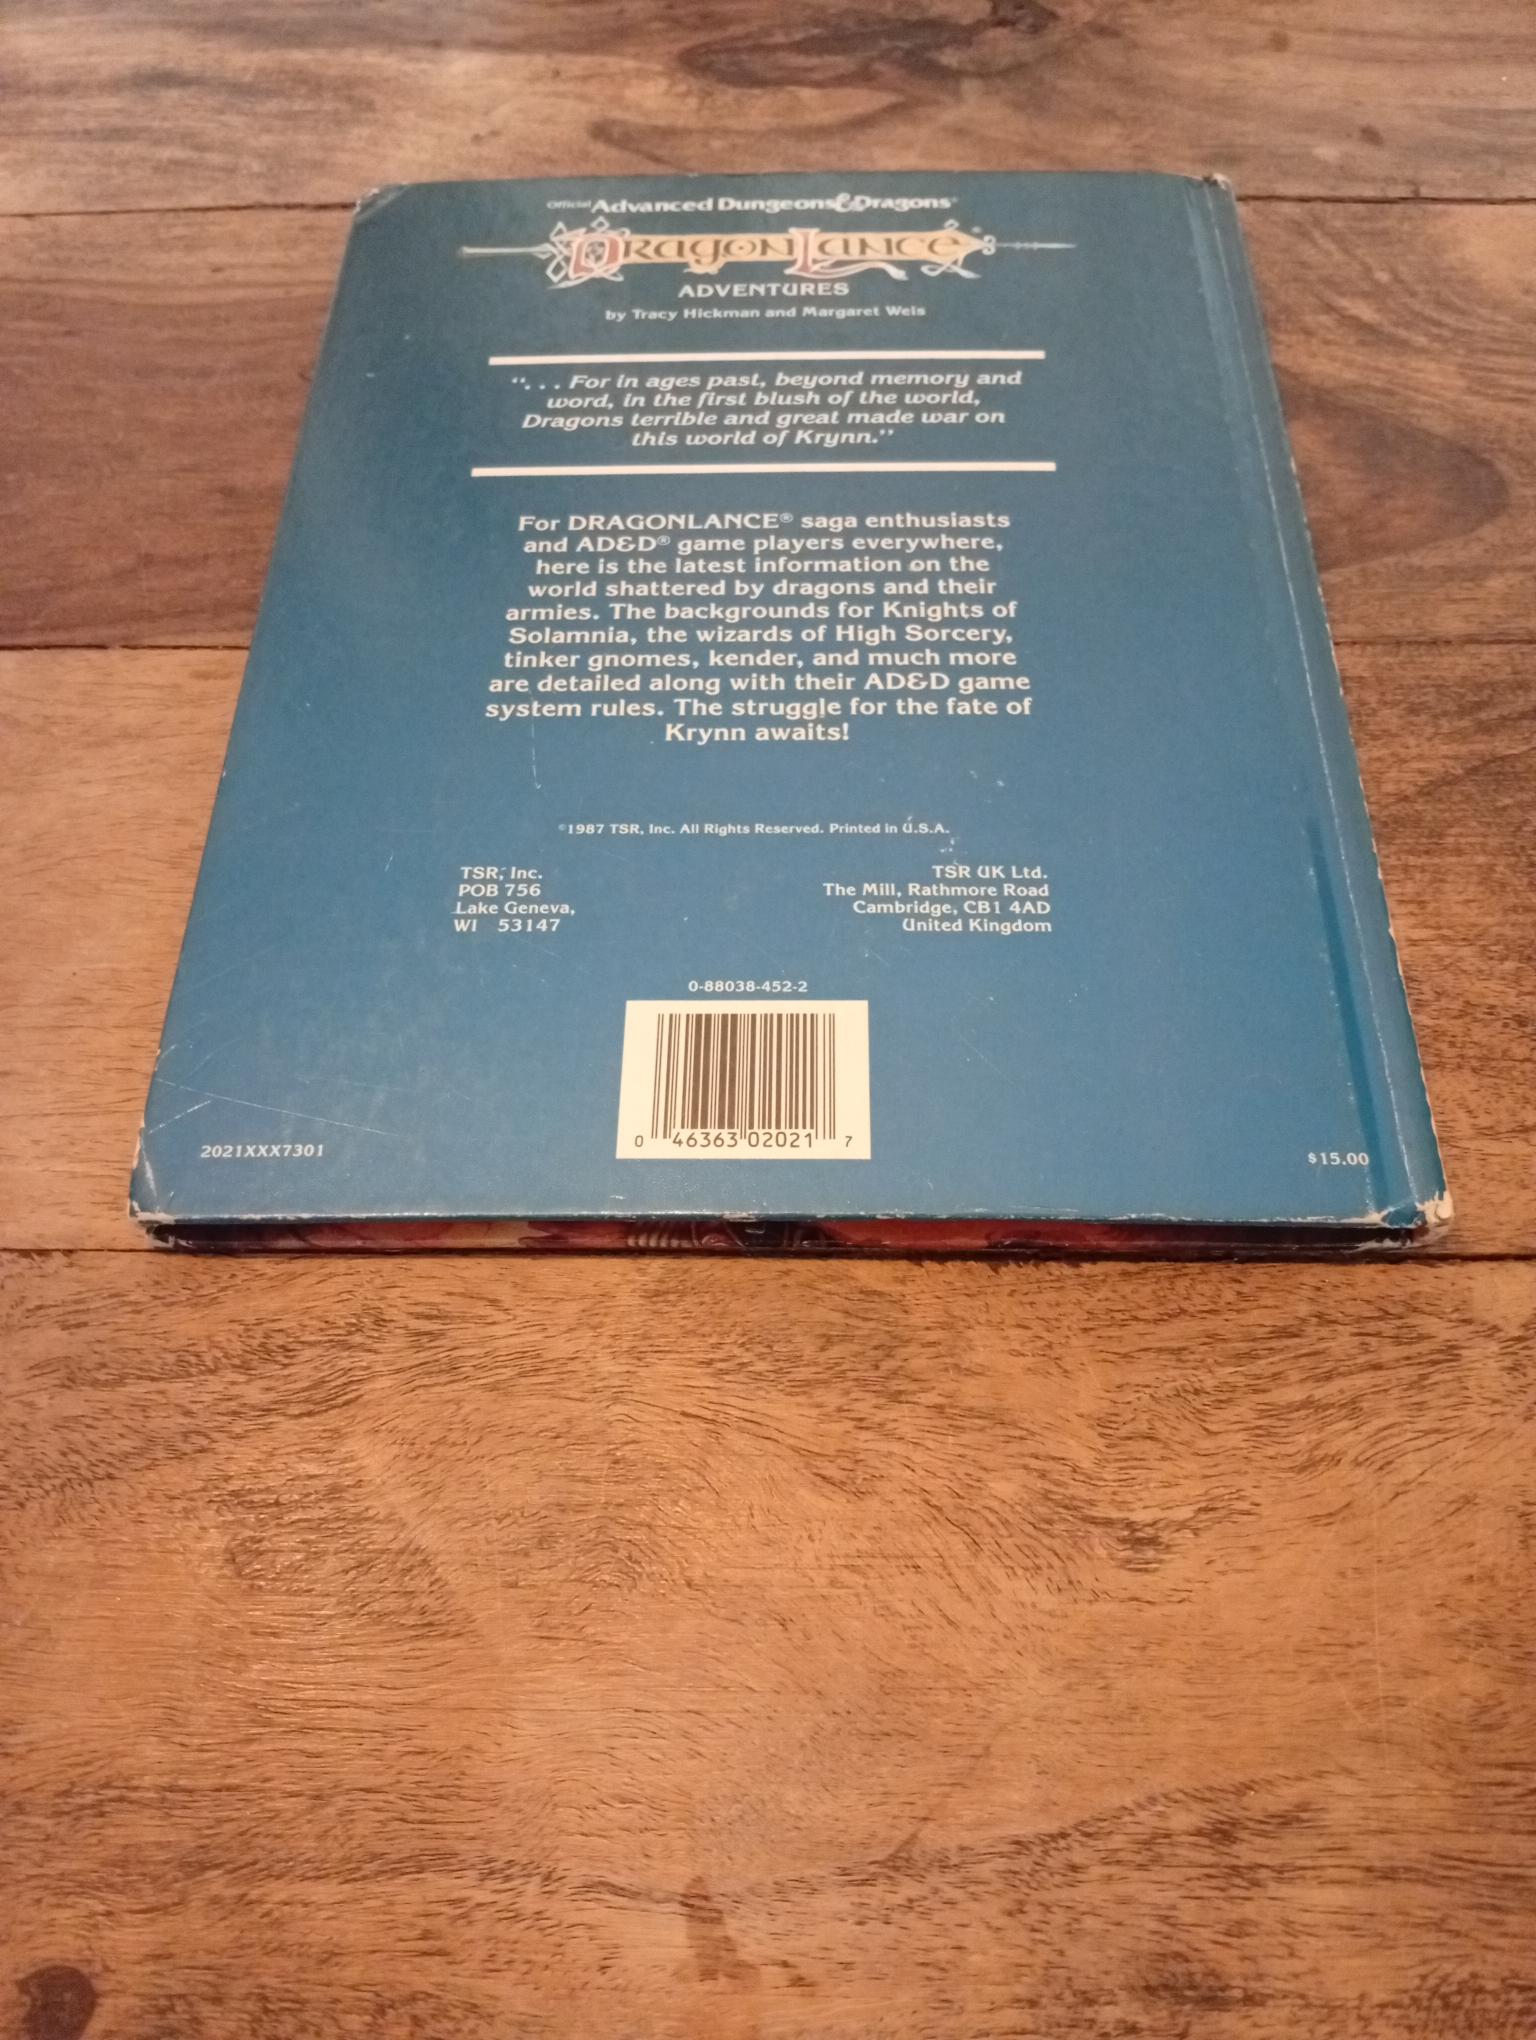 Official Advanced Dungeons&Dragons®
DRAGONLANCE®
ADVENTURES
by Tracy Hickman and Margaret Weis
“. . . For in ages past, beyond memory and
word, in the first blush of the world,
Dragons terrible and great made war on
this world of Krynn.”
For DRAGONLANCE® saga enthusiasts
and AD&D® game players everywhere,
here is the latest information on the
world shattered by dragons and their
armies. The backgrounds for Knights of
Solamnia, the wizards of High Sorcery,
tinker gnomes, kender, and much more
are detailed along with their AD&D game
system rules. The struggle for the fate of
Krynn awaits!
©1987 TSR, Inc. All Rights Reserved. Printed in U.S.A.
TSR, Inc.
POB 756
Lake Geneva,
WI 53147
TSR UK Ltd.
The Mill, Rathmore Road
Cambridge, CB1 4AD
United Kingdom
0-88038-452-2
0 46363 02021 7
2021XXX7301
$15.00